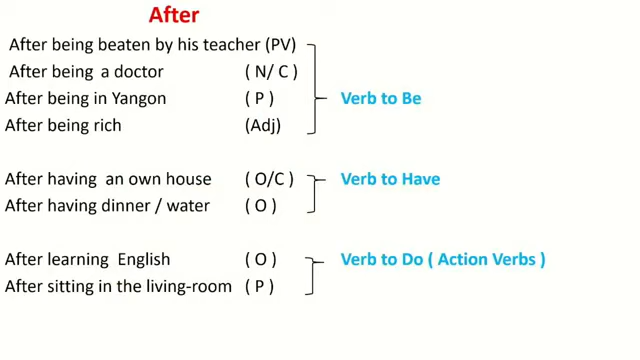 After
After being beaten by his teacher (PV)
After being a doctor ( N/ C )
After being in Yangon ( P ) Verb to Be
After being rich (Adj)
After having an own house ( O/C ) Verb to Have
After having dinner / water ( O )
After learning English ( O ) Verb to Do ( Action Verbs )
After sitting in the living-room ( P )